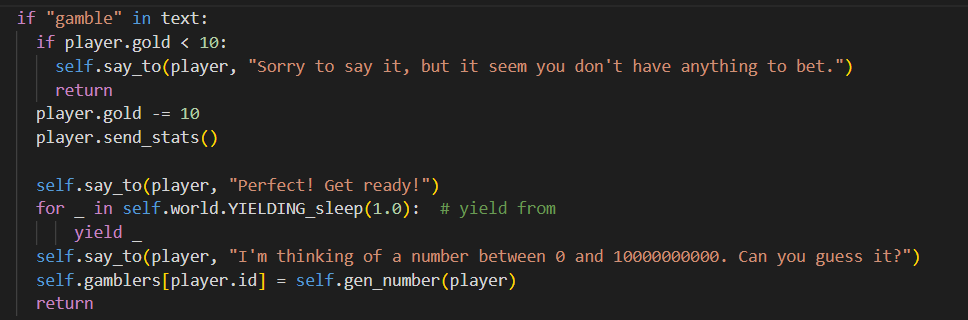 if "gamble" in text:
  if player.gold < 10:
    self.say_to(player, "Sorry to say it, but it seem you don't have anything to bet.")
    return
  player.gold -= 10
  player.send_stats()

  self.say_to(player, "Perfect! Get ready!")
  for _ in self.world.YIELDING_sleep(1.0):  # yield from
      yield _
  self.say_to(player, "I'm thinking of a number between 0 and 10000000000. Can you guess it?")
  self.gamblers[player.id] = self.gen_number(player)
  return